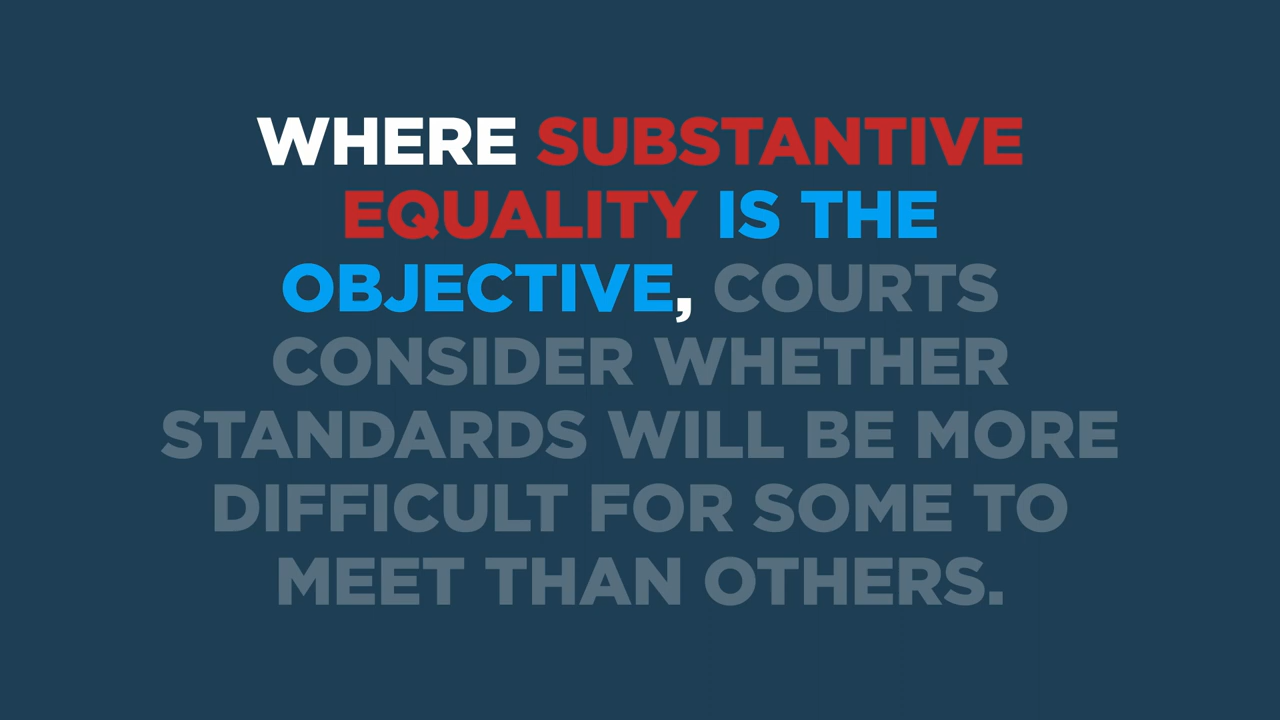 WHERE SUBSTANTIVE
EQUALITY IS THE
OBJECTIVE, COURTS
CONSIDER WHETHER
STANDARDS WILL BE MORE
DIFFICULT FOR SOME TO
MEET THAN OTHERS.